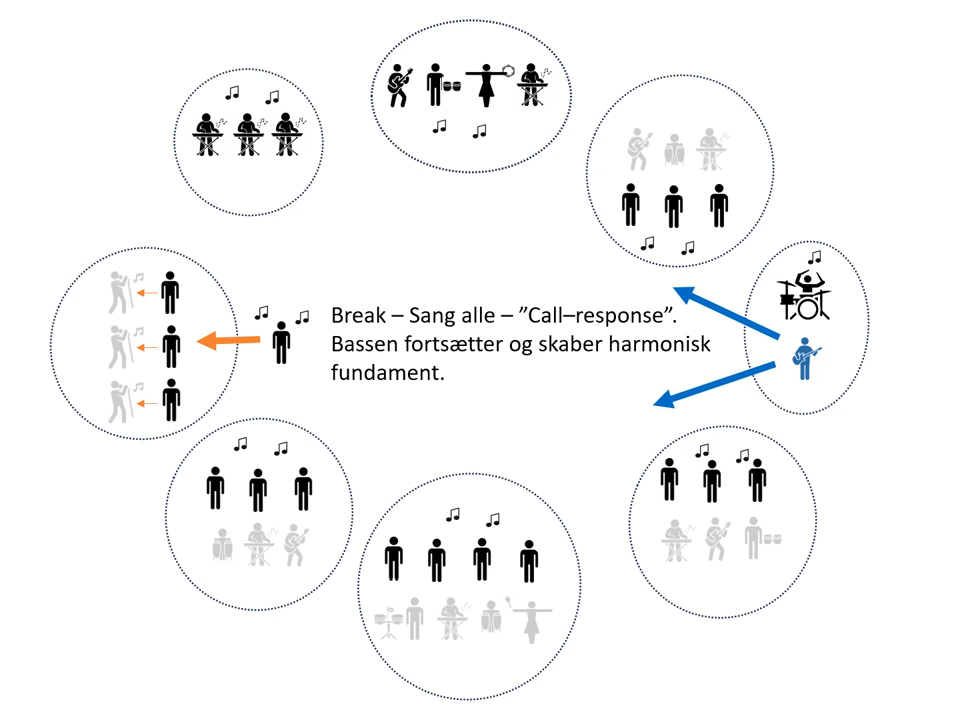 Break – Sang alle – ”Call–response”.
Bassen fortsætter og skaber harmonisk
fundament.